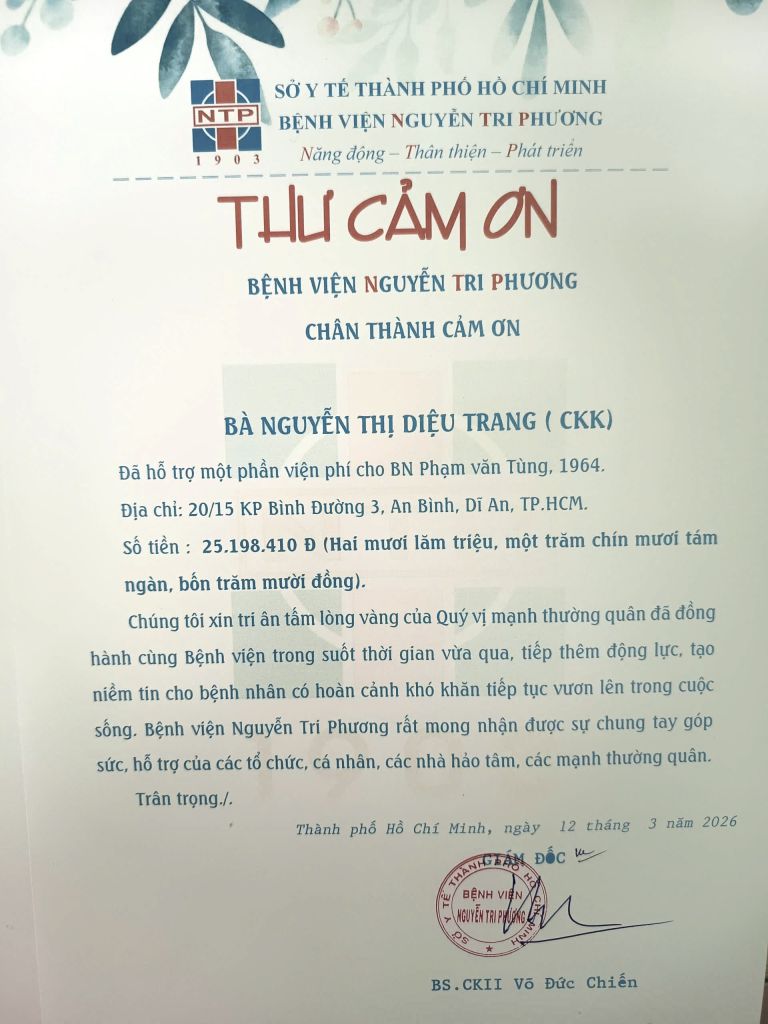 SỞ Y TẾ THÀNH PHỐ HỒ CHÍ MINH
NTP
BỆNH VIỆN NGUYỄN TRI PHƯƠNG
1903
Năng động – Thân thiện – Phát triển
THƯ CẢM ƠN
BỆNH VIỆN NGUYỄN TRI PHƯƠNG
CHÂN THÀNH CẢM ƠN
BÀ NGUYỄN THỊ DIỆU TRANG ( CKK)
Đã hỗ trợ một phần viện phí cho BN Phạm văn Tùng, 1964.
Địa chỉ: 20/15 KP Bình Đường 3, An Bình, Dĩ An, TP.HCM.
Số tiền : 25.198.410 Đ (Hai mươi lăm triệu, một trăm chín mươi tám
ngàn, bốn trăm mười đồng).
Chúng tôi xin tri ân tấm lòng vàng của Quý vị mạnh thường quân đã đồng
hành cùng Bệnh viện trong suốt thời gian vừa qua, tiếp thêm động lực, tạo
niềm tin cho bệnh nhân có hoàn cảnh khó khăn tiếp tục vươn lên trong cuộc
sống. Bệnh viện Nguyễn Tri Phương rất mong nhận được sự chung tay góp
sức, hỗ trợ của các tổ chức, cá nhân, các nhà hảo tâm, các mạnh thường quân.
Trân trọng./.
Thành phố Hồ Chí Minh, ngày 12 tháng 3 năm 2026
GIÁM ĐỐC
SỞ Y TẾ THÀNH PHỐ HỒ CHÍ MINH
BỆNH VIỆN
NGUYỄN TRI PHƯƠNG
BS.CKII Võ Đức Chiến